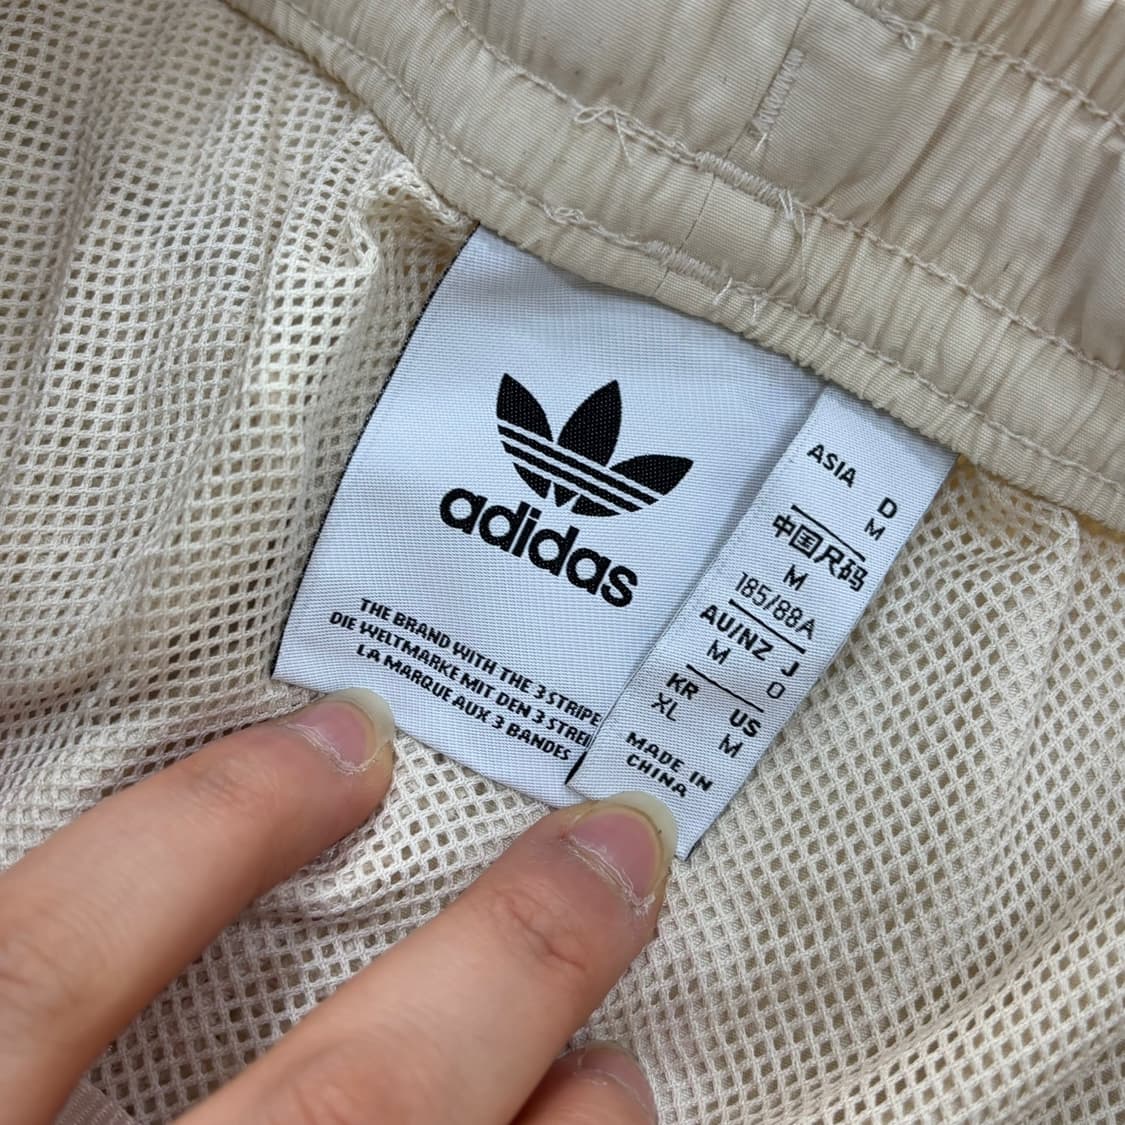 adidas
THE BRAND WITH THE 3 STRIPE
DIE WELTMARKE MIT DEN 3 STREI
LA MARQUE AUX 3 BANDES
ASIA D
M M
中国尺码
M
185/88A
AU/NZ J
M O
KR US
XL M
MADE IN
CHINA